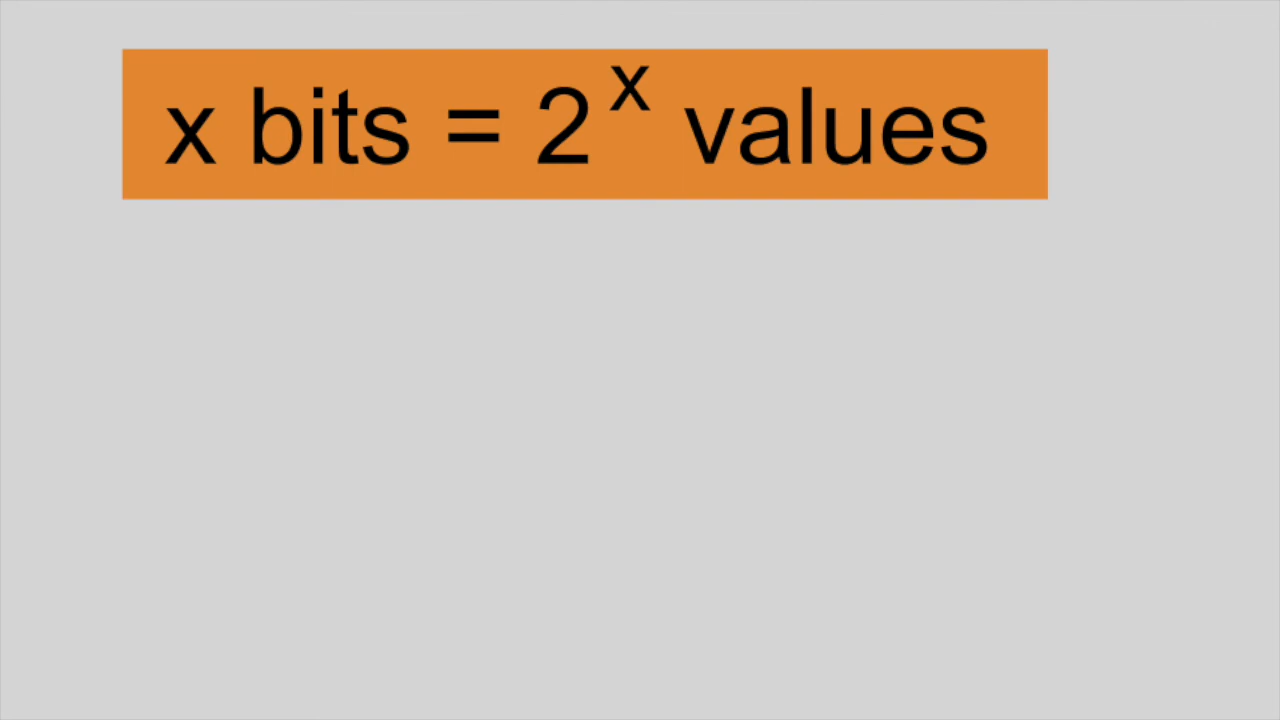 x bits = 2^x values